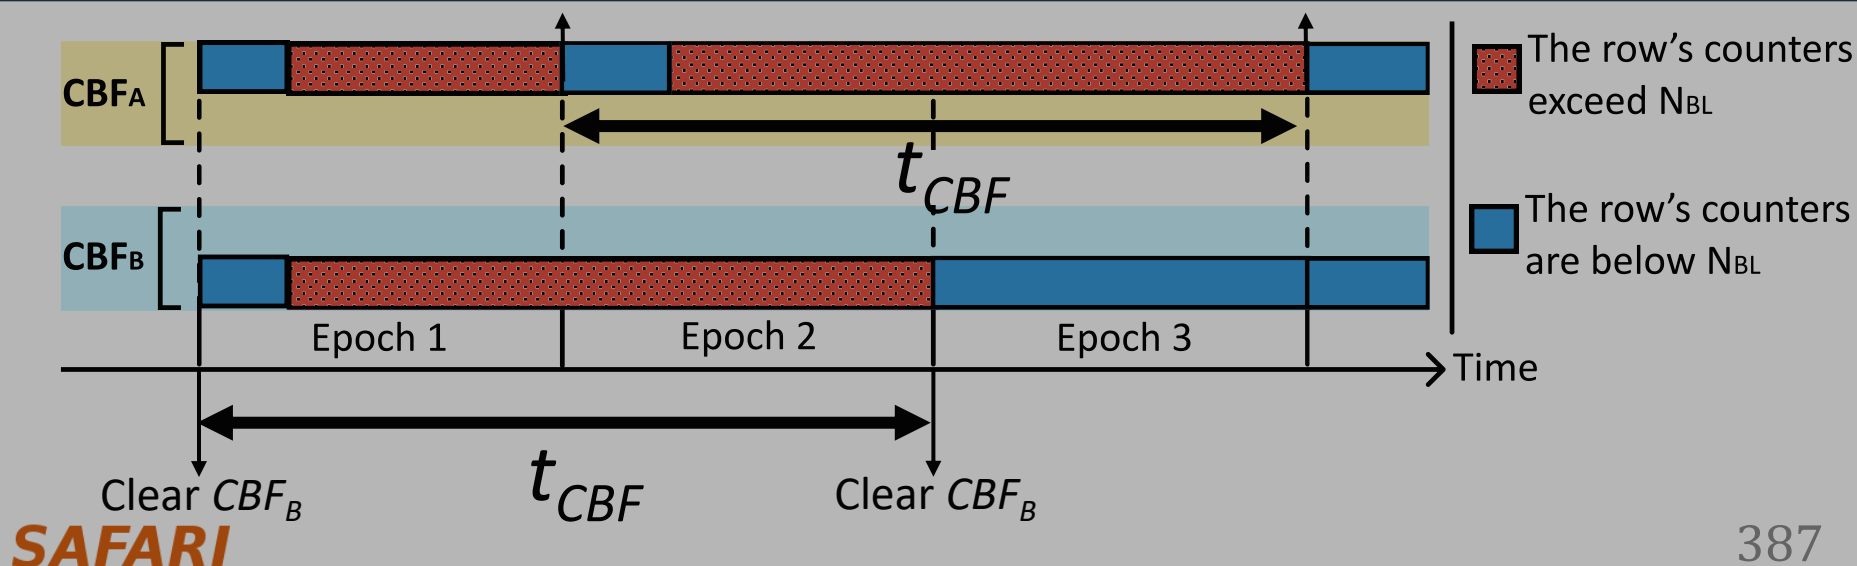 The row's counters
exceed NBL
CBFA
tCBF
The row's counters
are below NBL
CBFB
Epoch 1
Epoch 2
Epoch 3
Time
tCBF
Clear CBFB
Clear CBFB
SAFARI
387